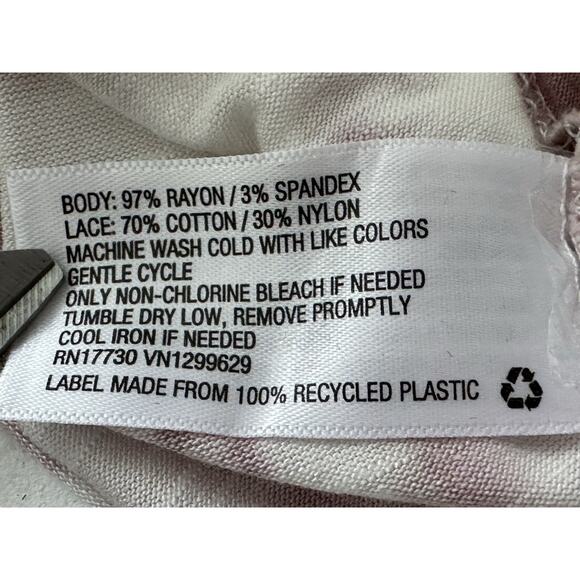 BODY: 97% RAYON / 3% SPANDEX
LACE: 70% COTTON / 30% NYLON
MACHINE WASH COLD WITH LIKE COLORS
GENTLE CYCLE
ONLY NON-CHLORINE BLEACH IF NEEDED
TUMBLE DRY LOW, REMOVE PROMPTLY
COOL IRON IF NEEDED
RN17730 VN1299629
LABEL MADE FROM 100% RECYCLED PLASTIC